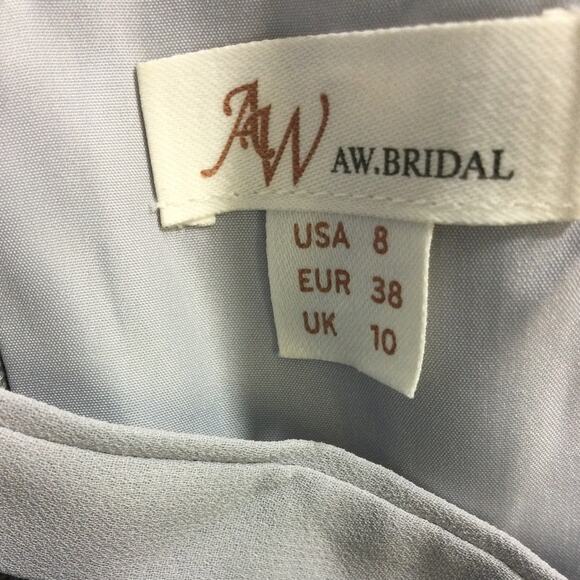 AW AW.BRIDAL
USA 8
EUR 38
UK 10